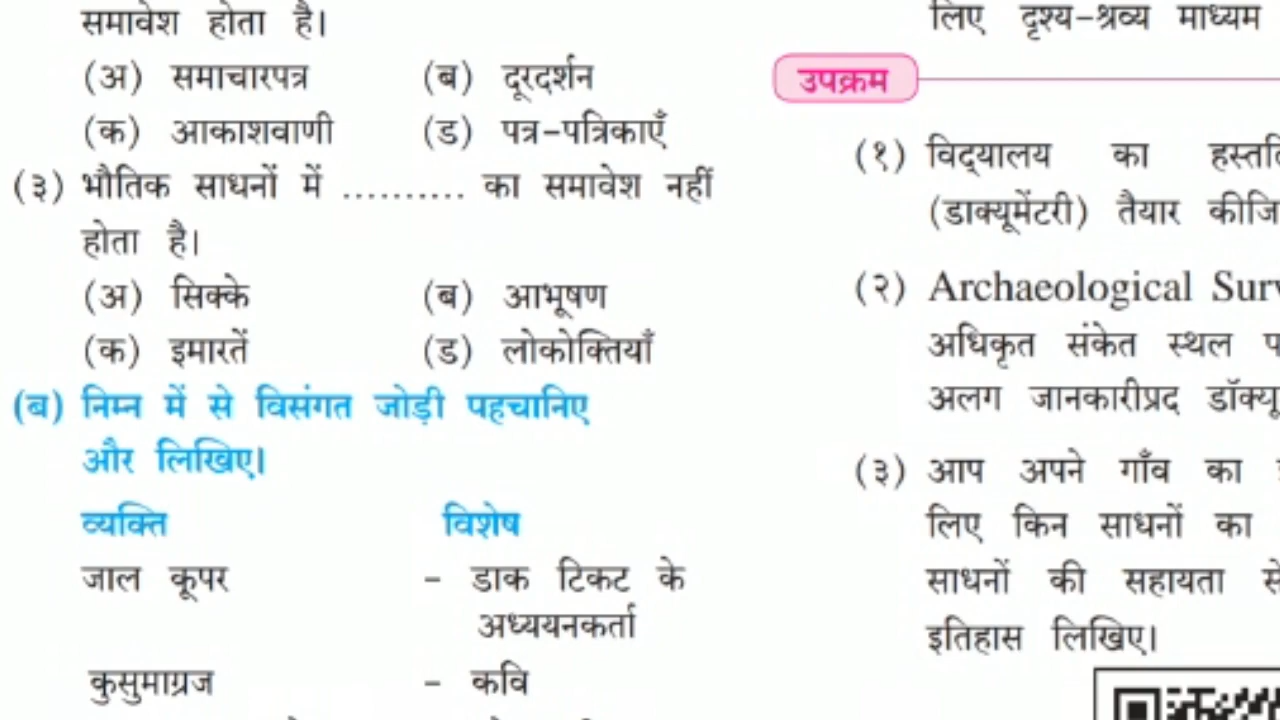 समावेश होता है।
(अ) समाचारपत्र (ब) दूरदर्शन
(क) आकाशवाणी (ड) पत्र-पत्रिकाएँ
(३) भौतिक साधनों में .......... का समावेश नहीं
होता है।
(अ) सिक्के (ब) आभूषण
(क) इमारतें (ड) लोकोक्तियाँ
(ब) निम्न में से विसंगत जोड़ी पहचानिए
और लिखिए।
व्यक्ति विशेष
जाल कूपर – डाक टिकट के
अध्ययनकर्ता
कुसुमाग्रज – कवि
लिए दृश्य-श्रव्य माध्यम
उपक्रम
(१) विद्यालय का
(डाक्यूमेंटरी) तैयार
(२) Archaeological
अधिकृत संकेत स्थल
अलग जानकारीप्रद
(३) आप अपने गाँव का
लिए किन साधनों का
साधनों की सहायता से
इतिहास लिखिए।